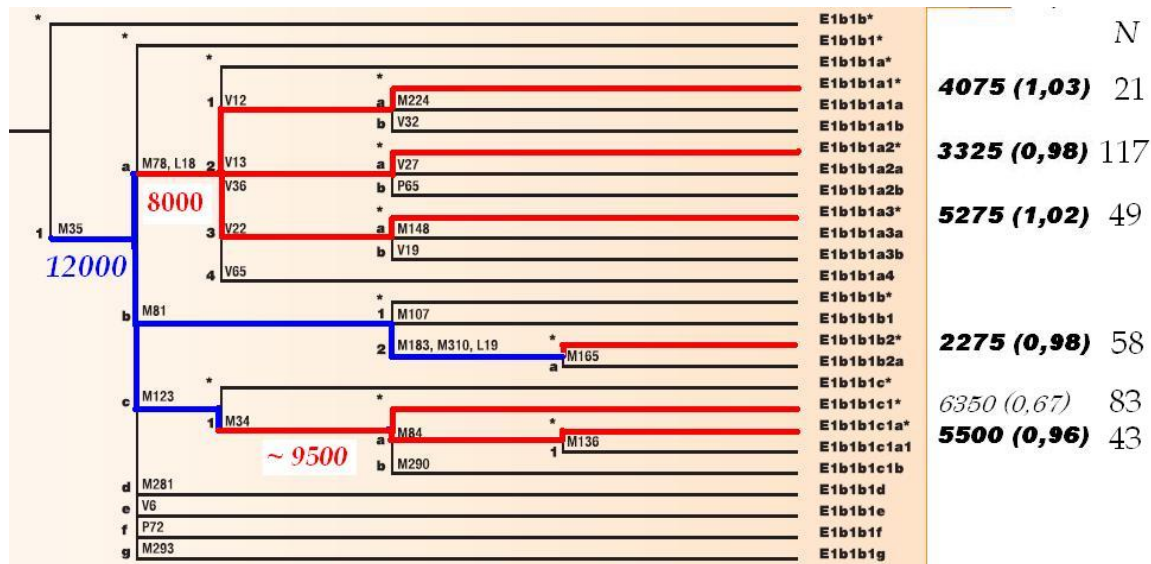 * E1b1b* N
* E1b1b1*
* E1b1b1a*
* E1b1b1a1* 4075 (1,03) 21
1 V12 a M224 E1b1b1a1a
b V32 E1b1b1a1b
* E1b1b1a2* 3325 (0,98) 117
a M78, L18 2 V13 a V27 E1b1b1a2a
8000 V36 b P65 E1b1b1a2b
* E1b1b1a3* 5275 (1,02) 49
1 M35 3 V22 a M148 E1b1b1a3a
12000 b V19 E1b1b1a3b
4 V65 E1b1b1a4
* E1b1b1b*
b M81 1 M107 E1b1b1b1
2 M183, M310, L19 * E1b1b1b2* 2275 (0,98) 58
a M165 E1b1b1b2a
c M123 * E1b1b1c*
* E1b1b1c1* 6350 (0,67) 83
1 M34 a M84 * E1b1b1c1a* 5500 (0,96) 43
~ 9500 1 M136 E1b1b1c1a1
b M290 E1b1b1c1b
d M281 E1b1b1d
e V6 E1b1b1e
f P72 E1b1b1f
g M293 E1b1b1g